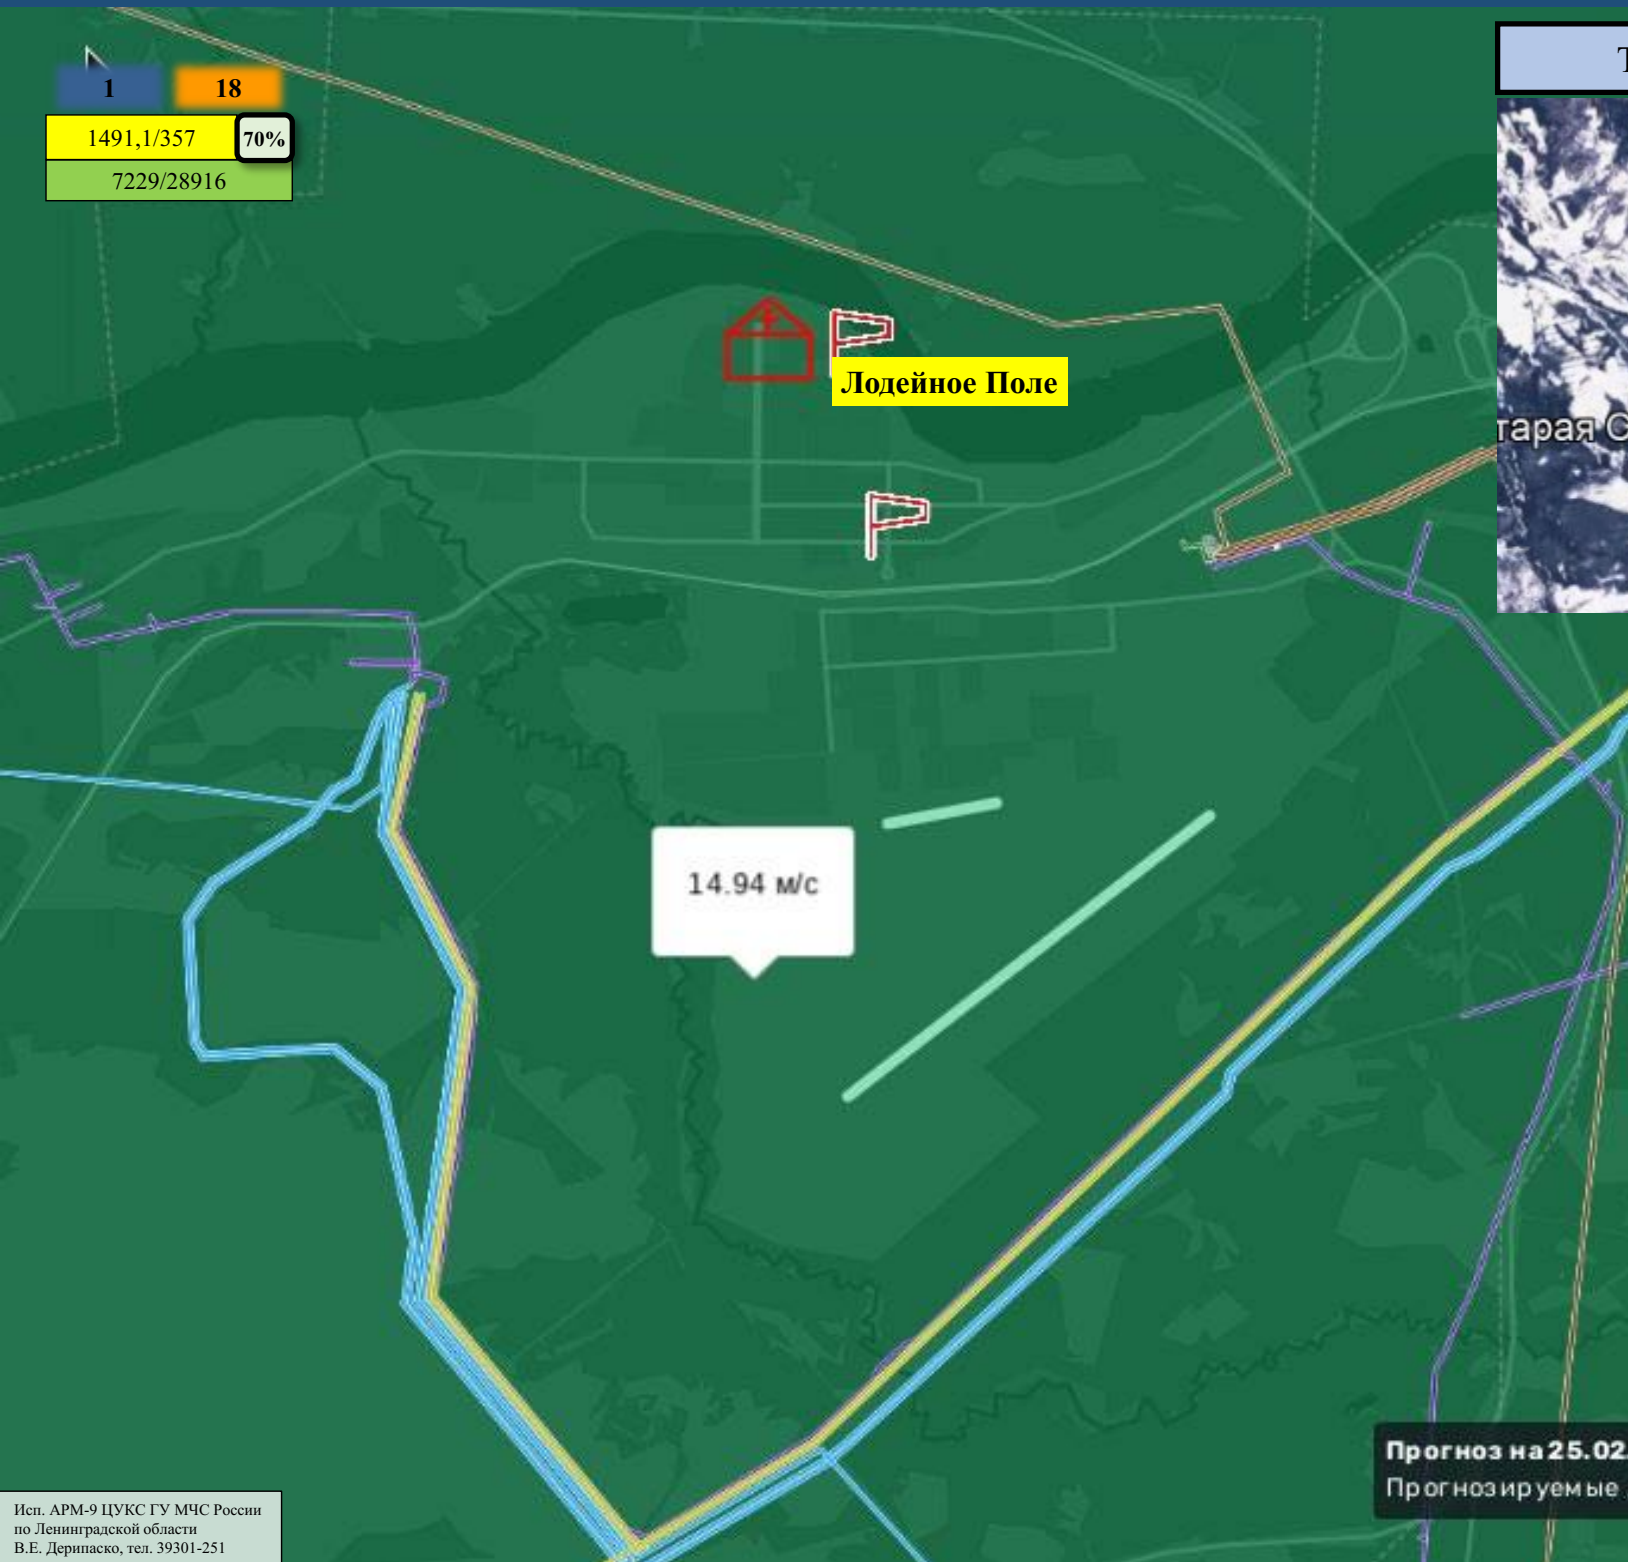 1
18
1491,1/357
70%
7229/28916
Т
тарая С
Лодейное Поле
14.94 м/с
Прогноз на 25.02.
Прогнозируемые
Исп. АРМ-9 ЦУКС ГУ МЧС России
по Ленинградской области
В.Е. Дерипаско, тел. 39301-251